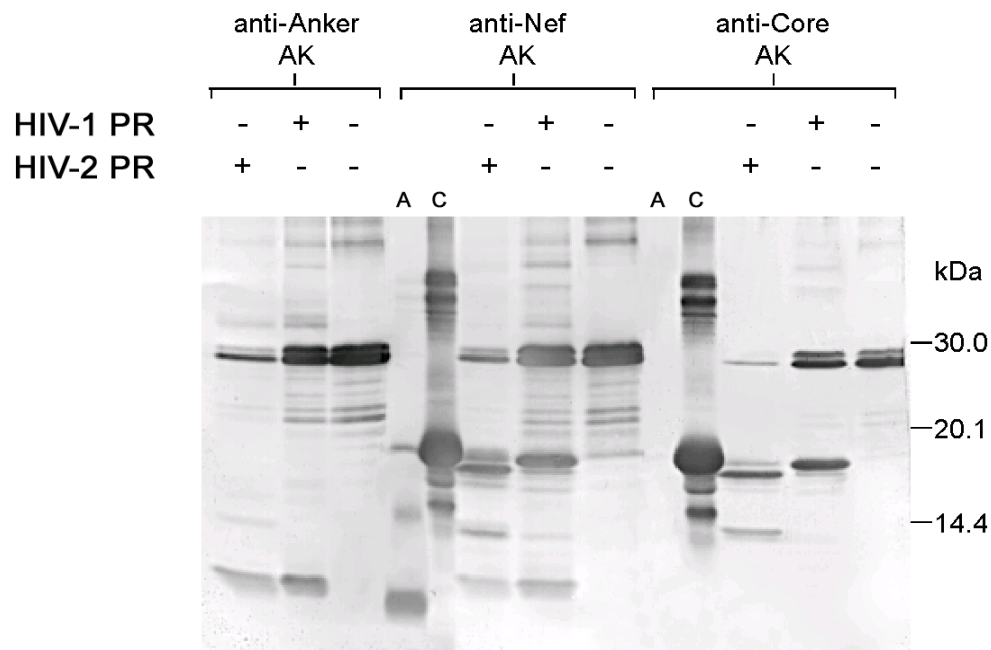 anti-Anker anti-Nef anti-Core
AK AK AK
HIV-1 PR - + - - + - - + -
HIV-2 PR + - - + - - + - -
A C A C
kDa
30.0
20.1
14.4